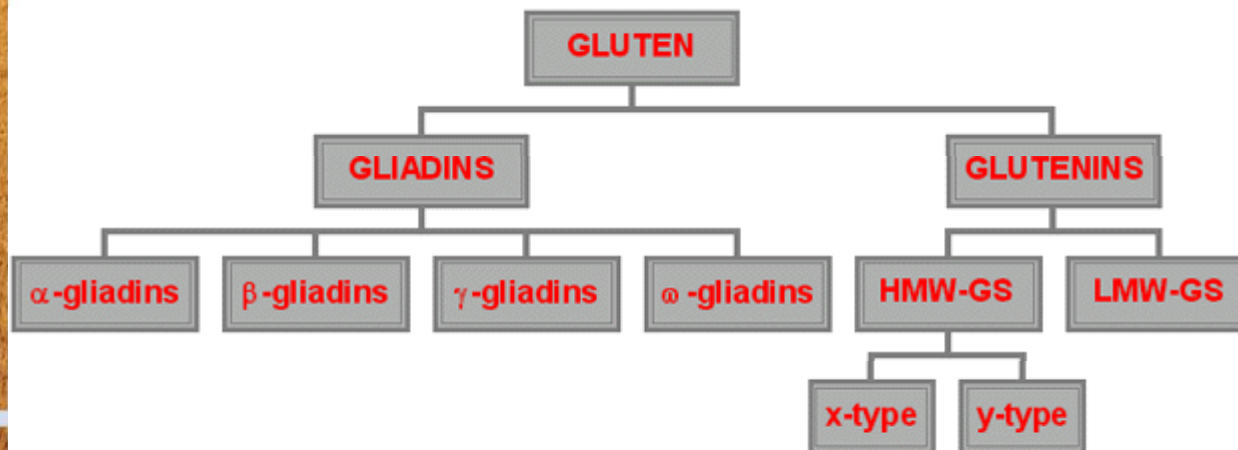 GLUTEN
GLIADINS
GLUTENINS
α-gliadins
β-gliadins
γ-gliadins
ω-gliadins
HMW-GS
LMW-GS
x-type
y-type